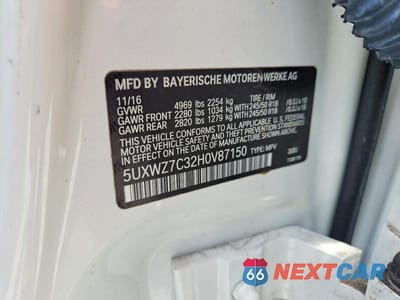 MFD BY BAYERISCHE MOTOREN WERKE AG
11/16 TIRE / RIM
GVWR 4969 lbs 2254 kg
GAWR FRONT 2280 lbs 1034 kg WITH 245/50 R18
GAWR REAR 2820 lbs 1279 kg WITH 245/50 R18
THIS VEHICLE CONFORMS TO ALL APPLICABLE U.S. FEDERAL
MOTOR VEHICLE SAFETY, BUMPER, AND THEFT
PREVENTION STANDARDS IN EFFECT ON THE DATE
OF MANUFACTURE SHOWN ABOVE.
5UXWZ7C32H0V87150 TYPE: MPV
66 NEXTCAR